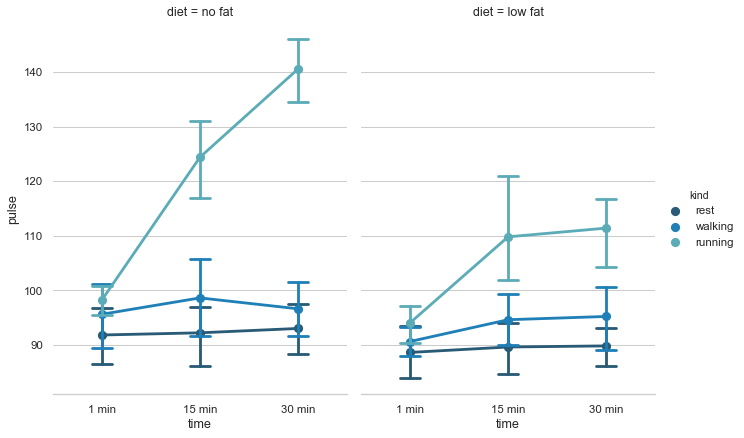 diet = no fat
diet = low fat
140
130
120
110
100
90
pulse
1 min
15 min
30 min
time
1 min
15 min
30 min
time
kind
rest
walking
running